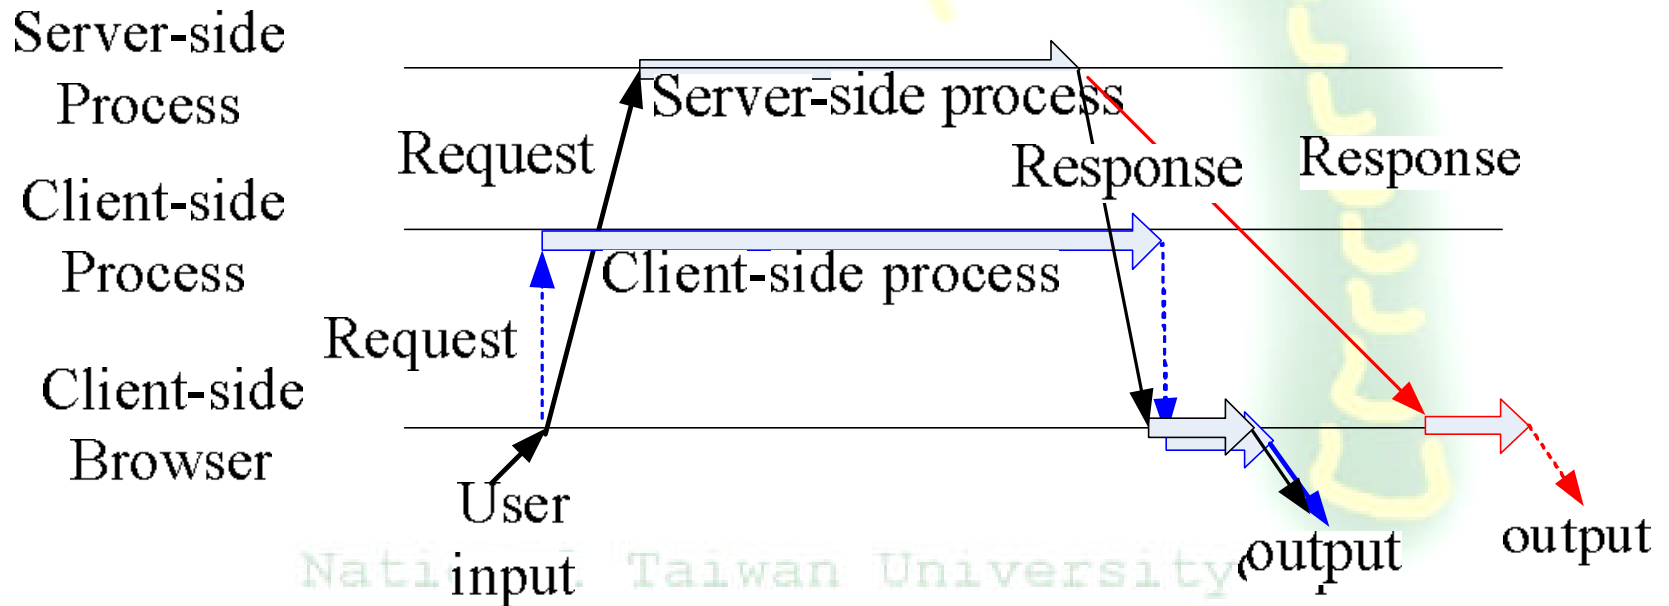 Server-side
Process
Server-side process
Request
Response
Response
Client-side
Process
Client-side process
Request
Client-side
Browser
User
input
output
output
National Taiwan University